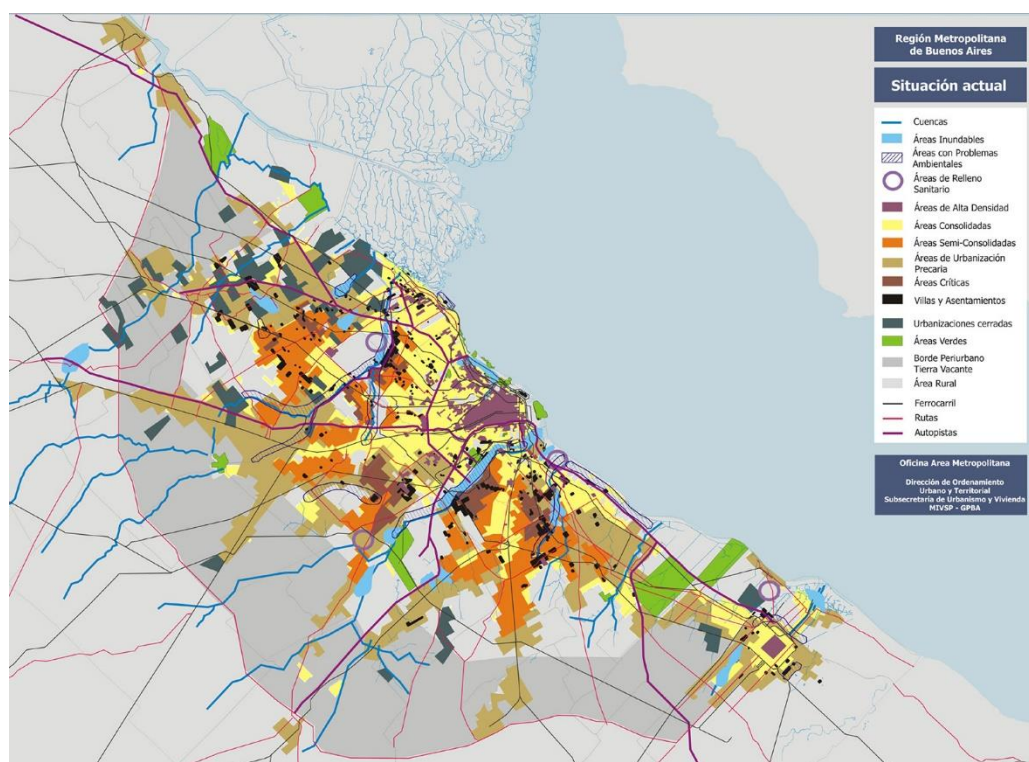 Región Metropolitana
de Buenos Aires
Situación actual
Cuencas
Áreas Inundables
Áreas con Problemas
Ambientales
Áreas de Relleno
Sanitario
Áreas de Alta Densidad
Áreas Consolidadas
Áreas Semi-Consolidadas
Áreas de Urbanización
Precaria
Áreas Críticas
Villas y Asentamientos
Urbanizaciones cerradas
Áreas Verdes
Borde Periurbano
Tierra Vacante
Área Rural
Ferrocarril
Rutas
Autopistas
Oficina Area Metropolitana
Dirección de Ordenamiento
Urbano y Territorial
Subsecretaría de Urbanismo y Vivienda
MIVSP - GPBA